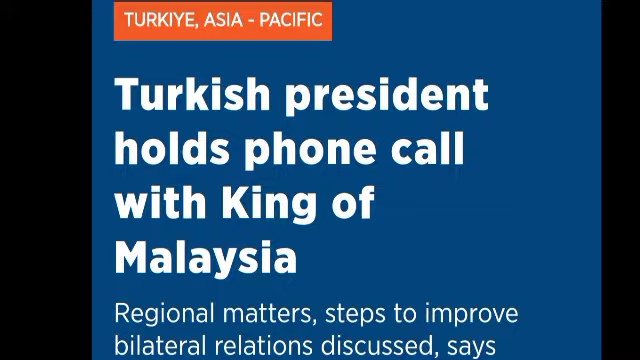 TURKIYE, ASIA - PACIFIC
Turkish president
holds phone call
with King of
Malaysia
Regional matters, steps to improve
bilateral relations discussed, says